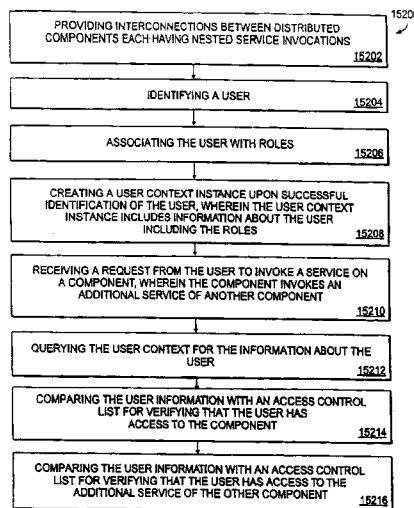 1520
PROVIDING INTERCONNECTIONS BETWEEN DISTRIBUTED
COMPONENTS EACH HAVING NESTED SERVICE INVOCATIONS
15202
IDENTIFYING A USER
15204
ASSOCIATING THE USER WITH ROLES
15206
CREATING A USER CONTEXT INSTANCE UPON SUCCESSFUL
IDENTIFICATION OF THE USER, WHEREIN THE USER CONTEXT
INSTANCE INCLUDES INFORMATION ABOUT THE USER
INCLUDING THE ROLES
15208
RECEIVING A REQUEST FROM THE USER TO INVOKE A SERVICE ON
A COMPONENT, WHEREIN THE COMPONENT INVOKES AN
ADDITIONAL SERVICE OF ANOTHER COMPONENT
15210
QUERYING THE USER CONTEXT FOR THE INFORMATION ABOUT THE
USER
15212
COMPARING THE USER INFORMATION WITH AN ACCESS CONTROL
LIST FOR VERIFYING THAT THE USER HAS
ACCESS TO THE COMPONENT
15214
COMPARING THE USER INFORMATION WITH AN ACCESS CONTROL
LIST FOR VERIFYING THAT THE USER HAS ACCESS TO THE
ADDITIONAL SERVICE OF THE OTHER COMPONENT
15216